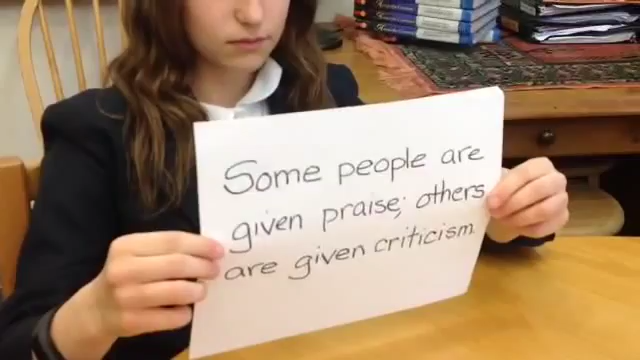 Some people are
given praise; others
are given criticism.